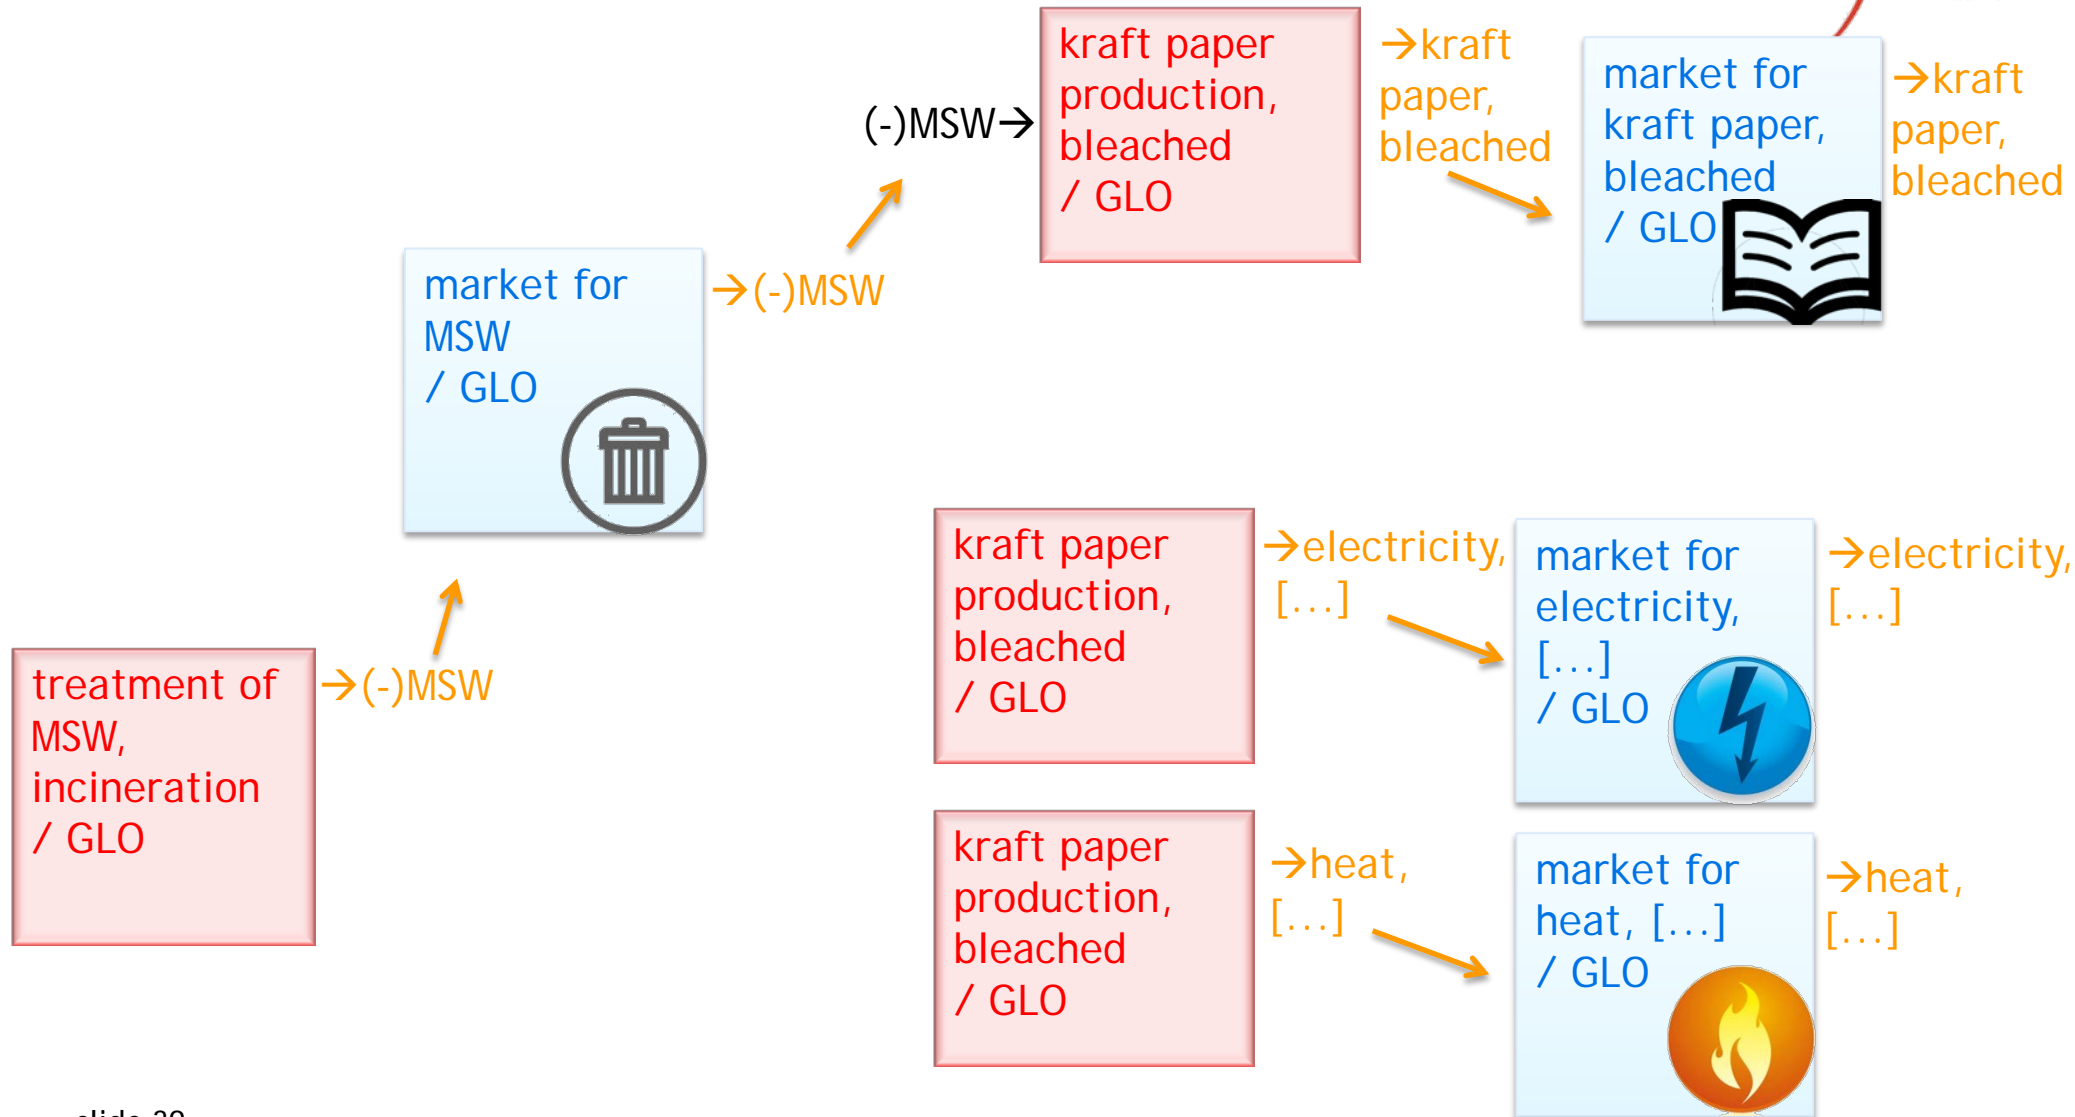 kraft paper
production,
bleached
/ GLO
→kraft
paper,
bleached
market for
kraft paper,
bleached
/ GLO
→kraft
paper,
bleached
(-)MSW→
market for
MSW
/ GLO
→(-)MSW
treatment of
MSW,
incineration
/ GLO
→(-)MSW
kraft paper
production,
bleached
/ GLO
→electricity,
[...]
market for
electricity,
[...]
/ GLO
→electricity,
[...]
kraft paper
production,
bleached
/ GLO
→heat,
[...]
market for
heat, [...]
/ GLO
→heat,
[...]